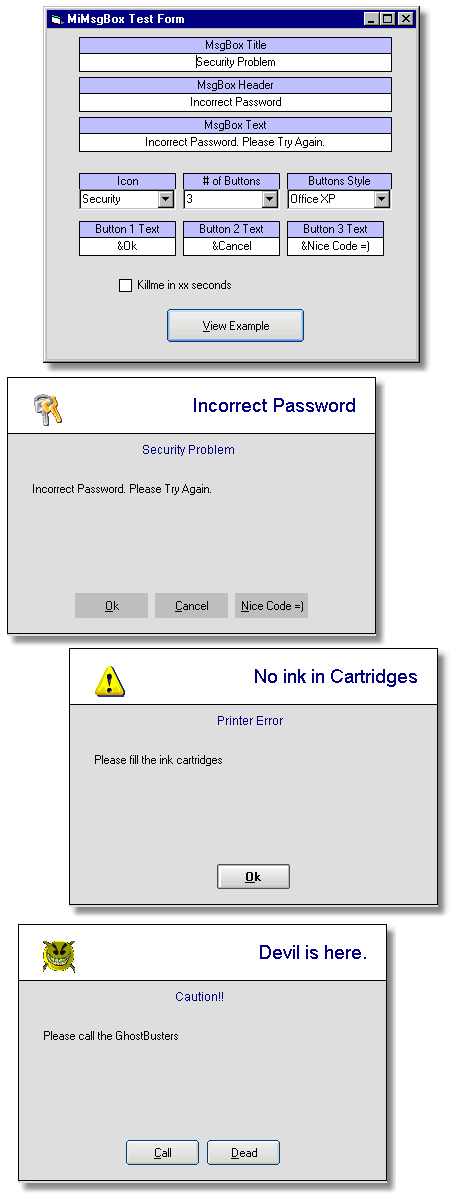 MiMsgBox Test Form
MsgBox Title
Security Problem
MsgBox Header
Incorrect Password
MsgBox Text
Incorrect Password. Please Try Again.
Icon # of Buttons Buttons Style
Security 3 Office XP
Button 1 Text Button 2 Text Button 3 Text
&Ok &Cancel &Nice Code =)
Killme in xx seconds
View Example
Incorrect Password
Security Problem
Incorrect Password. Please Try Again.
Ok Cancel Nice Code =)
No ink in Cartridges
Printer Error
Please fill the ink cartridges
Ok
Devil is here.
Caution!!
Please call the GhostBusters
Call Dead